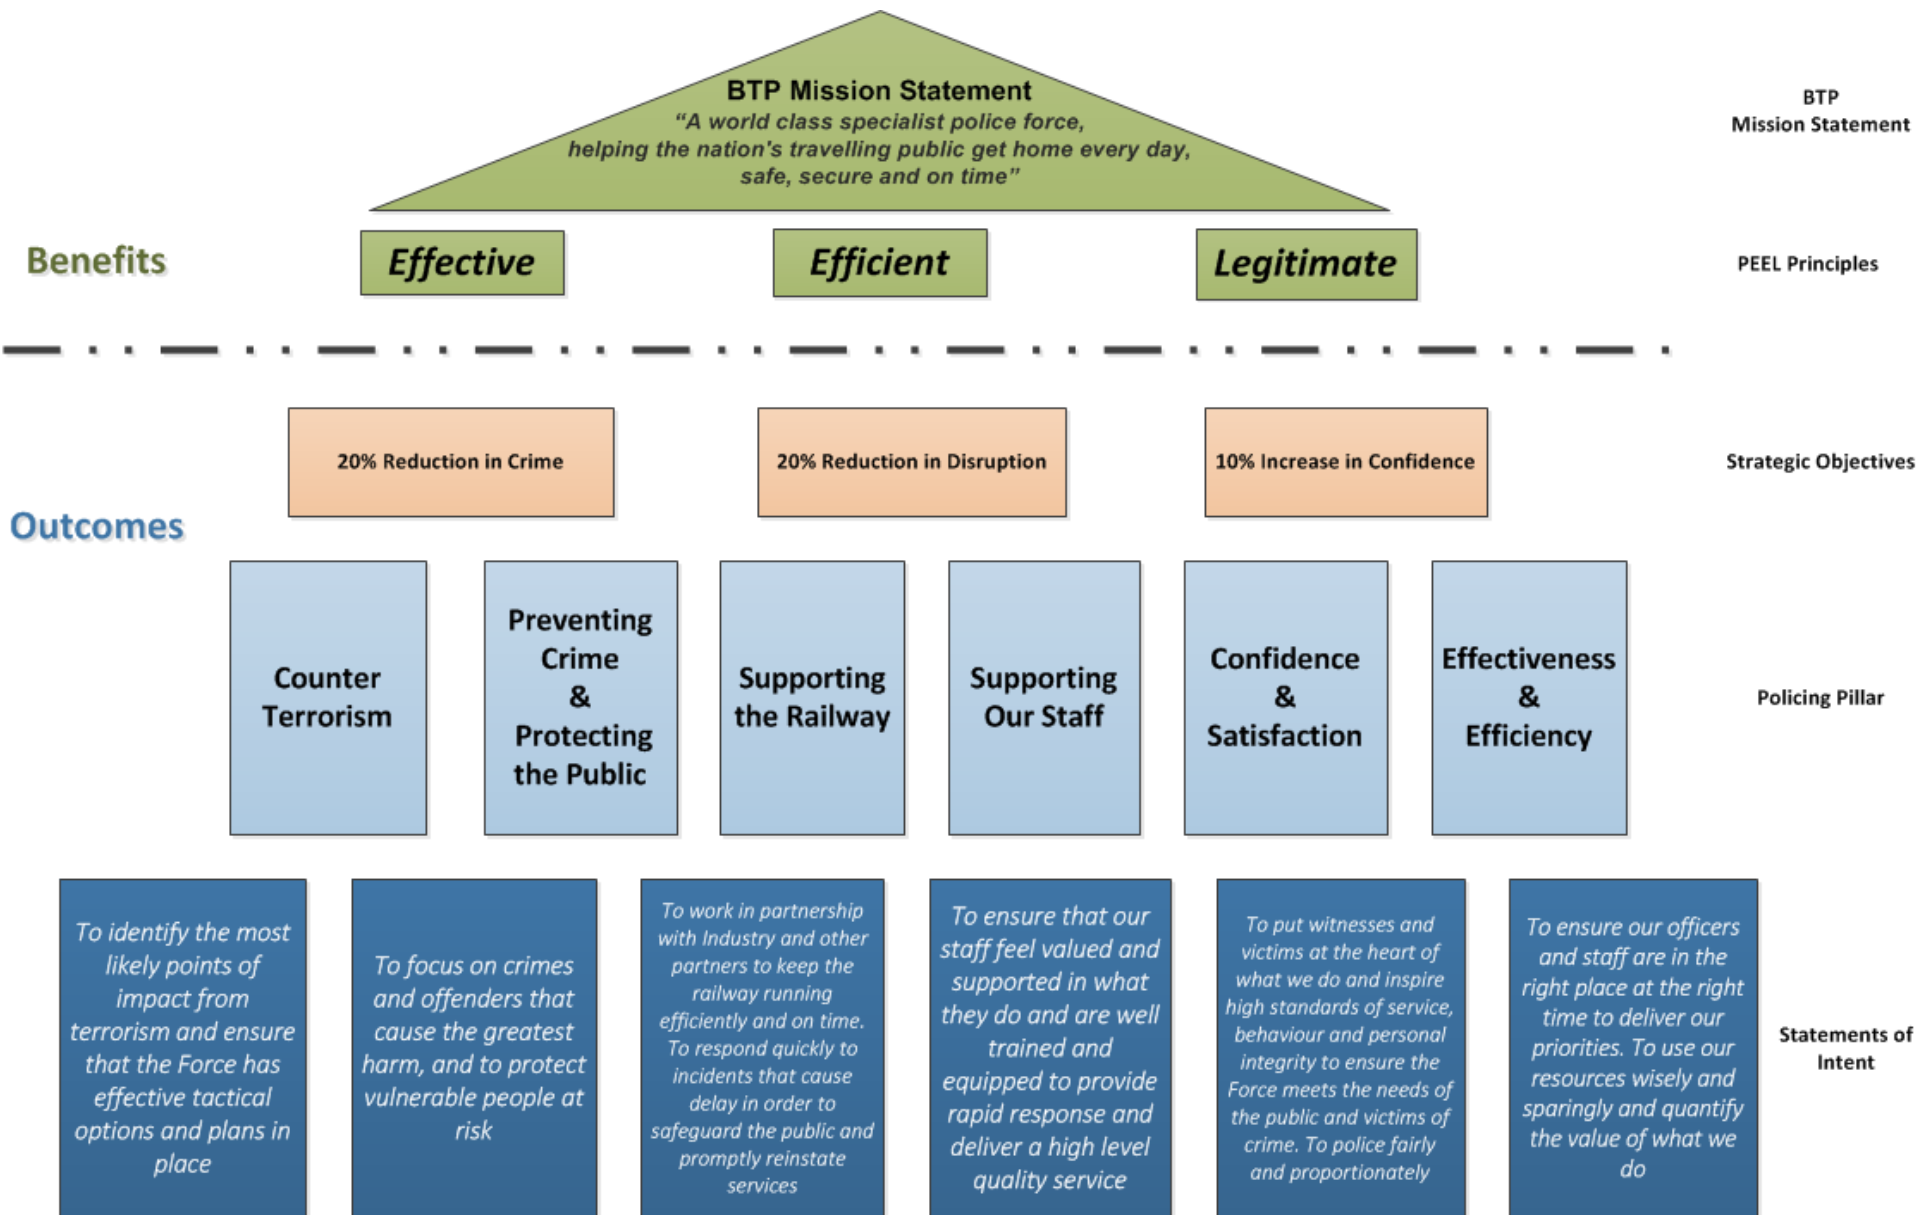 BTP Mission Statement
“A world class specialist police force,
helping the nation's travelling public get home every day,
safe, secure and on time”
BTP
Mission Statement
Benefits
Effective
Efficient
Legitimate
PEEL Principles
20% Reduction in Crime
20% Reduction in Disruption
10% Increase in Confidence
Strategic Objectives
Outcomes
Counter
Terrorism
Preventing
Crime
&
Protecting
the Public
Supporting
the Railway
Supporting
Our Staff
Confidence
&
Satisfaction
Effectiveness
&
Efficiency
Policing Pillar
To identify the most
likely points of
impact from
terrorism and ensure
that the Force has
effective tactical
options and plans in
place
To focus on crimes
and offenders that
cause the greatest
harm, and to protect
vulnerable people at
risk
To work in partnership
with Industry and other
partners to keep the
railway running
efficiently and on time.
To respond quickly to
incidents that cause
delay in order to
safeguard the public and
promptly reinstate
services
To ensure that our
staff feel valued and
supported in what
they do and are well
trained and
equipped to provide
rapid response and
deliver a high level
quality service
To put witnesses and
victims at the heart of
what we do and inspire
high standards of service,
behaviour and personal
integrity to ensure the
Force meets the needs of
the public and victims of
crime. To police fairly
and proportionately
To ensure our officers
and staff are in the
right place at the right
time to deliver our
priorities. To use our
resources wisely and
sparingly and quantify
the value of what we
do
Statements of
Intent